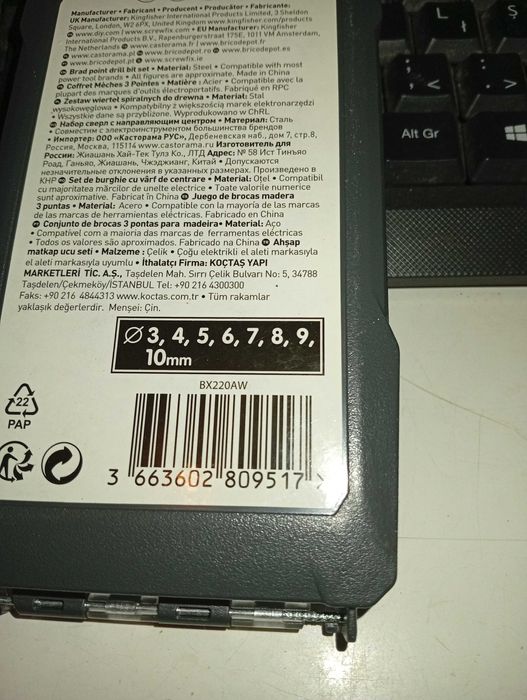 Manufacturer • Fabricant • Producent • Producător • Fabricante:
UK Manufacturer: Kingfisher International Products Limited, 3 Sheldon
Square, London, W2 6PX, United Kingdom www.kingfisher.com/products
www.diy.com | www.screwfix.com EU Manufacturer: Kingfisher
International Products B.V., Rapenburgerstraat 175E, 1011 VM Amsterdam,
The Netherlands www.castorama.fr | www.bricodepot.fr
www.castorama.pl www.bricodepot.es www.bricodepot.ro
www.bricodepot.pt www.screwfix.ie
Brad point drill bit set • Material: Steel • Compatible with most
power tool brands • All figures are approximate. Made in China
Coffret Mèches 3 Pointes • Matière : Acier • Compatible avec la
plupart des marques d'outils électroportatifs. Fabriqué en RPC
Zestaw wierteł spiralnych do drewna • Materiał: Stal
wysokowęglowa • Kompatybilny z większością marek elektronarzędzi
• Wszystkie dane są przybliżone. Wyprodukowano w ChRL
Набор сверл с направляющим центром • Материал: Сталь
• Совместим с электроинструментом большинства брендов
• Импортер: ООО «Касторама РУС», Дербеневская наб., дом 7, стр.8,
Россия, Москва, 115114 www.castorama.ru Изготовитель для
России: Жиашань Хай-Тек Тулз Ко., ЛТД Адрес: № 58 Ист Тинъяо
Роад, Ганьяо, Жиашань, Чжэдзянг, Китай • Допускаются
незначительные отклонения в указанных размерах. Произведено в
КНР Set de burghie cu vârf de centrare • Material: Oțel • Compatibil
cu majoritatea mărcilor de unelte electrice • Toate valorile numerice
sunt aproximative. Fabricat în China Juego de brocas madera
3 puntas • Material: Acero • Compatible con la mayoría de las marcas
de las marcas de herramientas eléctricas. Fabricado en China
Conjunto de brocas 3 pontas para madeira• Material: Aço
• Compatível com a maioria das marcas de ferramentas eléctricas
• Todos os valores são aproximados. Fabricado na China Ahşap
matkap ucu seti • Malzeme : Çelik • Çoğu elektrikli el aleti markasıyla
el aleti markasıyla uyumlu • İthalatçı Firma: KOÇTAŞ YAPI
MARKETLERİ TİC. A.Ş., Taşdelen Mah. Sırrı Çelik Bulvarı No: 5, 34788
Taşdelen/Çekmeköy/İSTANBUL Tel: +90 216 4300300
Faks: +90 216 4844313 www.koctas.com.tr • Tüm rakamlar
yaklaşık değerlerdir. Menşei: Çin.
Ø 3, 4, 5, 6, 7, 8, 9,
10mm
BX220AW
22
PAP
3 663602 809517 >
L
Ş
; , <
: . >
Alt Gr